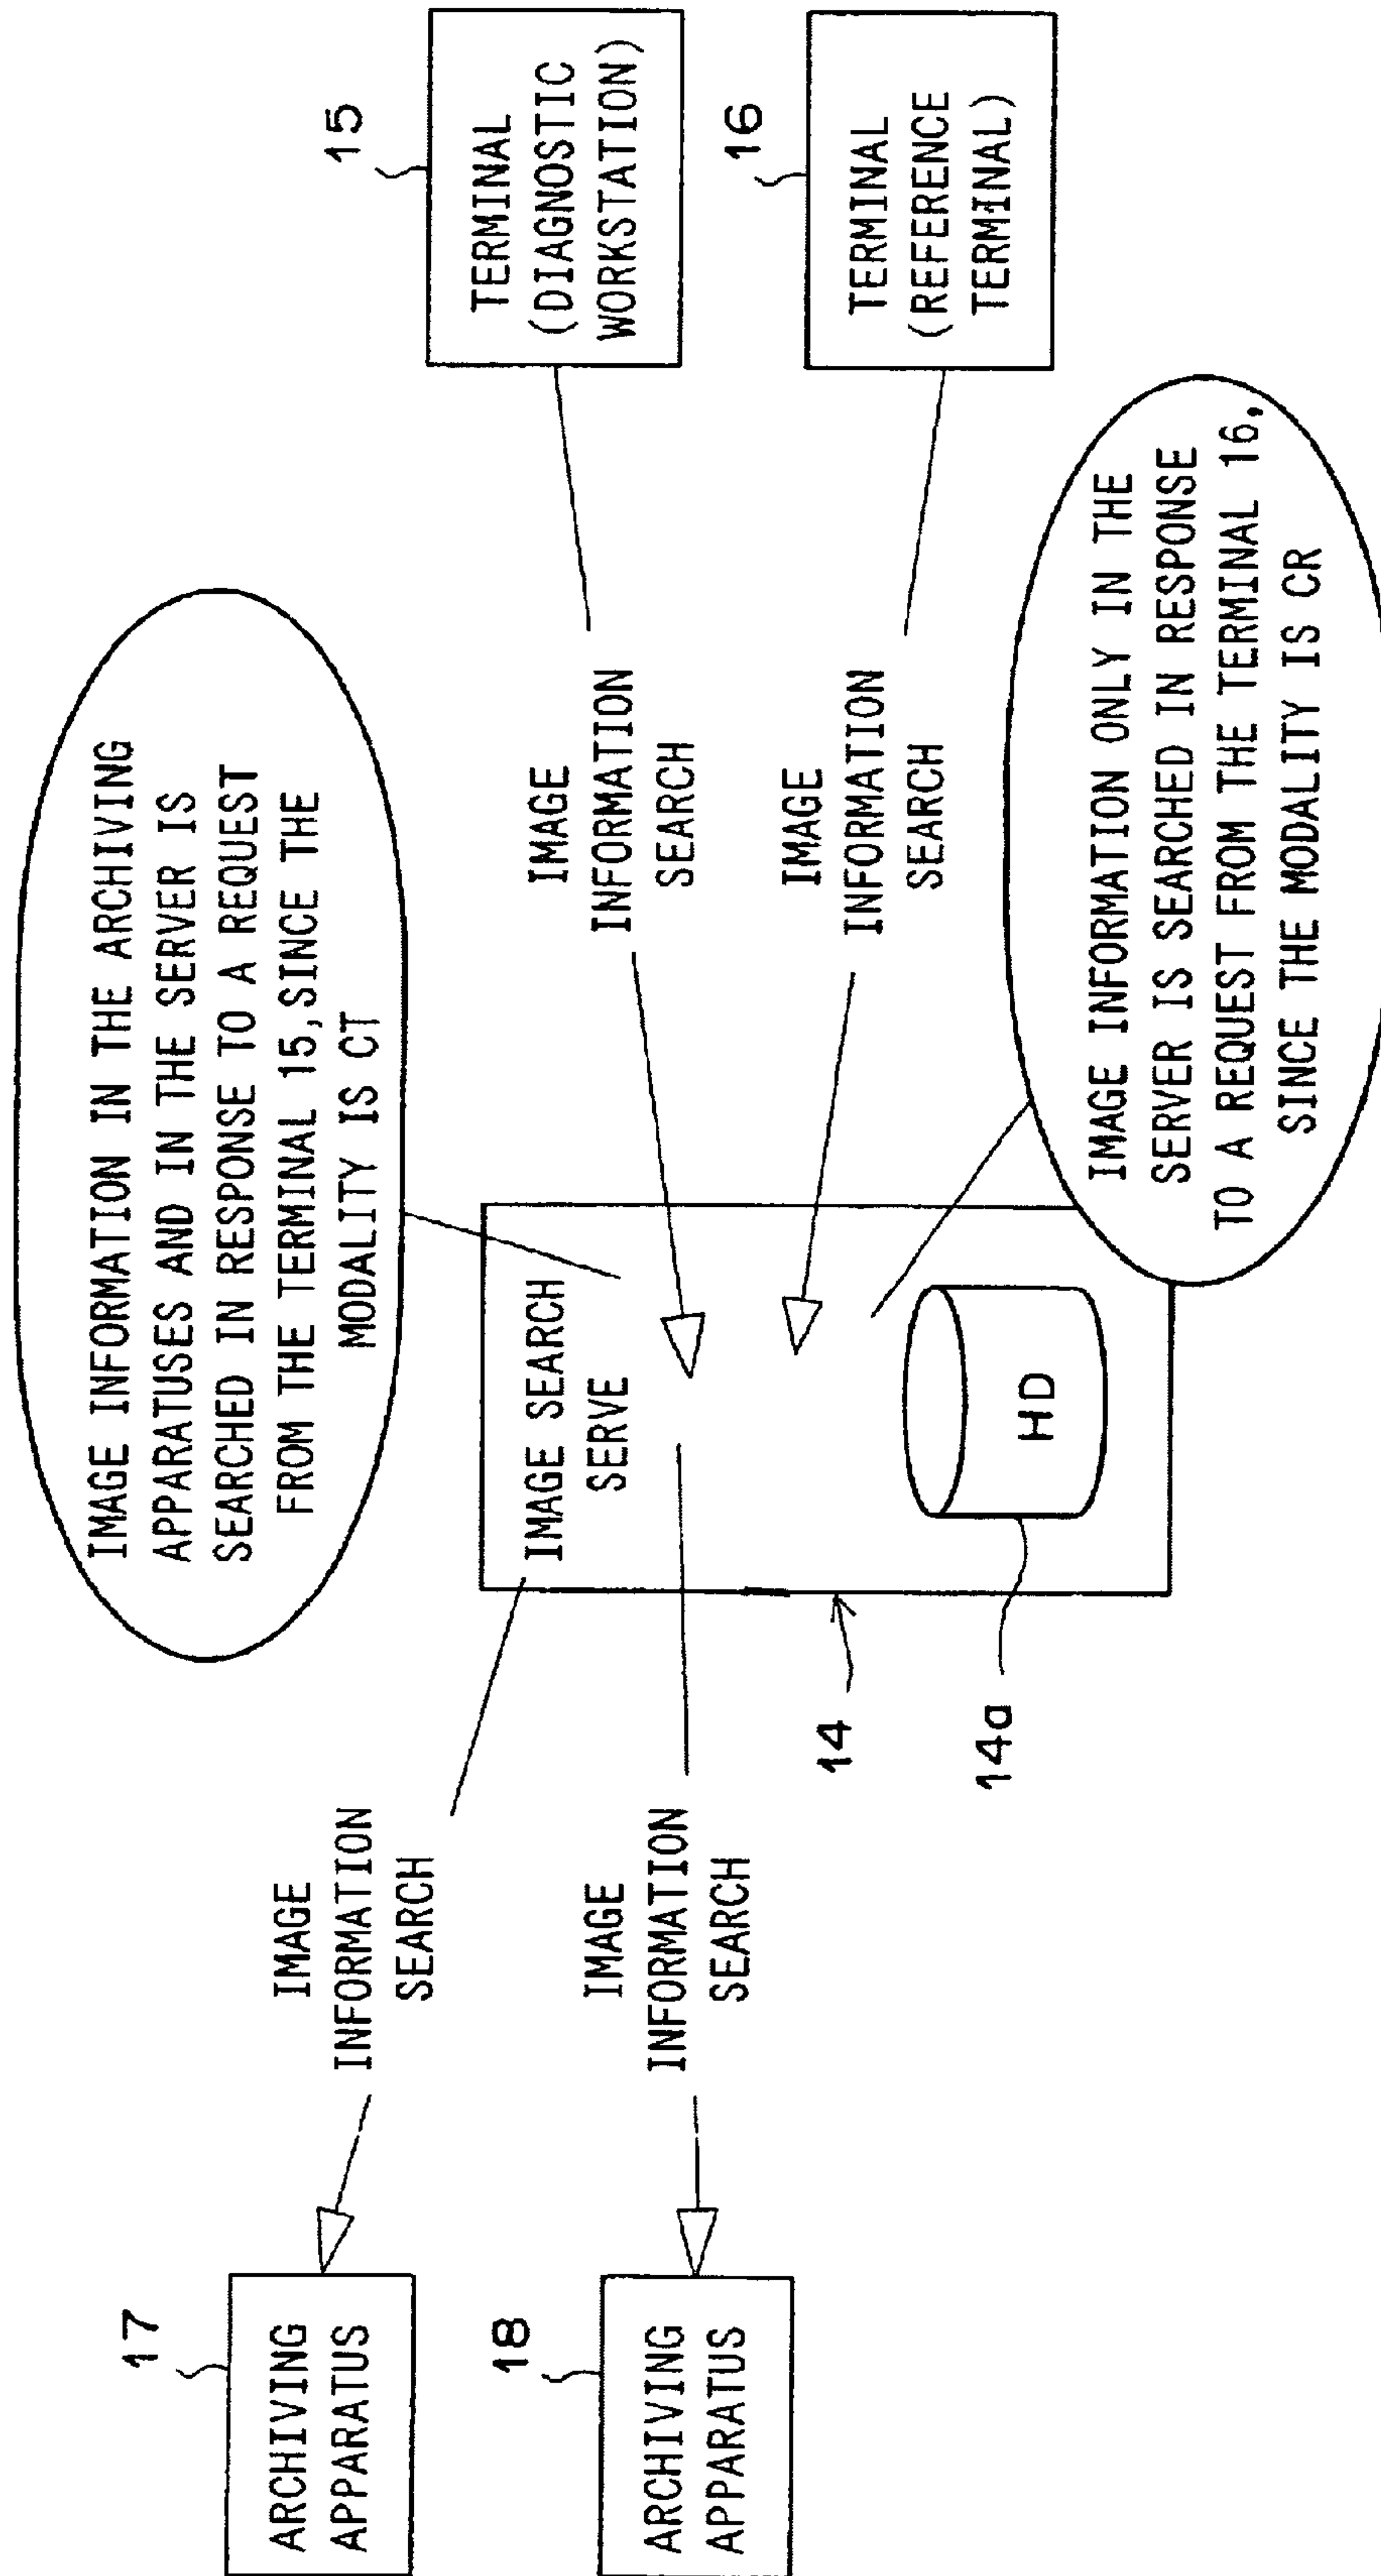 17
ARCHIVING
APPARATUS
18
ARCHIVING
APPARATUS
IMAGE
INFORMATION
SEARCH
IMAGE
INFORMATION
SEARCH
IMAGE INFORMATION IN THE ARCHIVING
APPARATUSES AND IN THE SERVER IS
SEARCHED IN RESPONSE TO A REQUEST
FROM THE TERMINAL 15,SINCE THE
MODALITY IS CT
IMAGE SEARCH
SERVE
14
HD
14a
IMAGE
INFORMATION
SEARCH
IMAGE
INFORMATION
SEARCH
IMAGE INFORMATION ONLY IN THE
SERVER IS SEARCHED IN RESPONSE
TO A REQUEST FROM THE TERMINAL 16,
SINCE THE MODALITY IS CR
15
TERMINAL
(DIAGNOSTIC
WORKSTATION)
16
TERMINAL
(REFERENCE
TERMINAL)